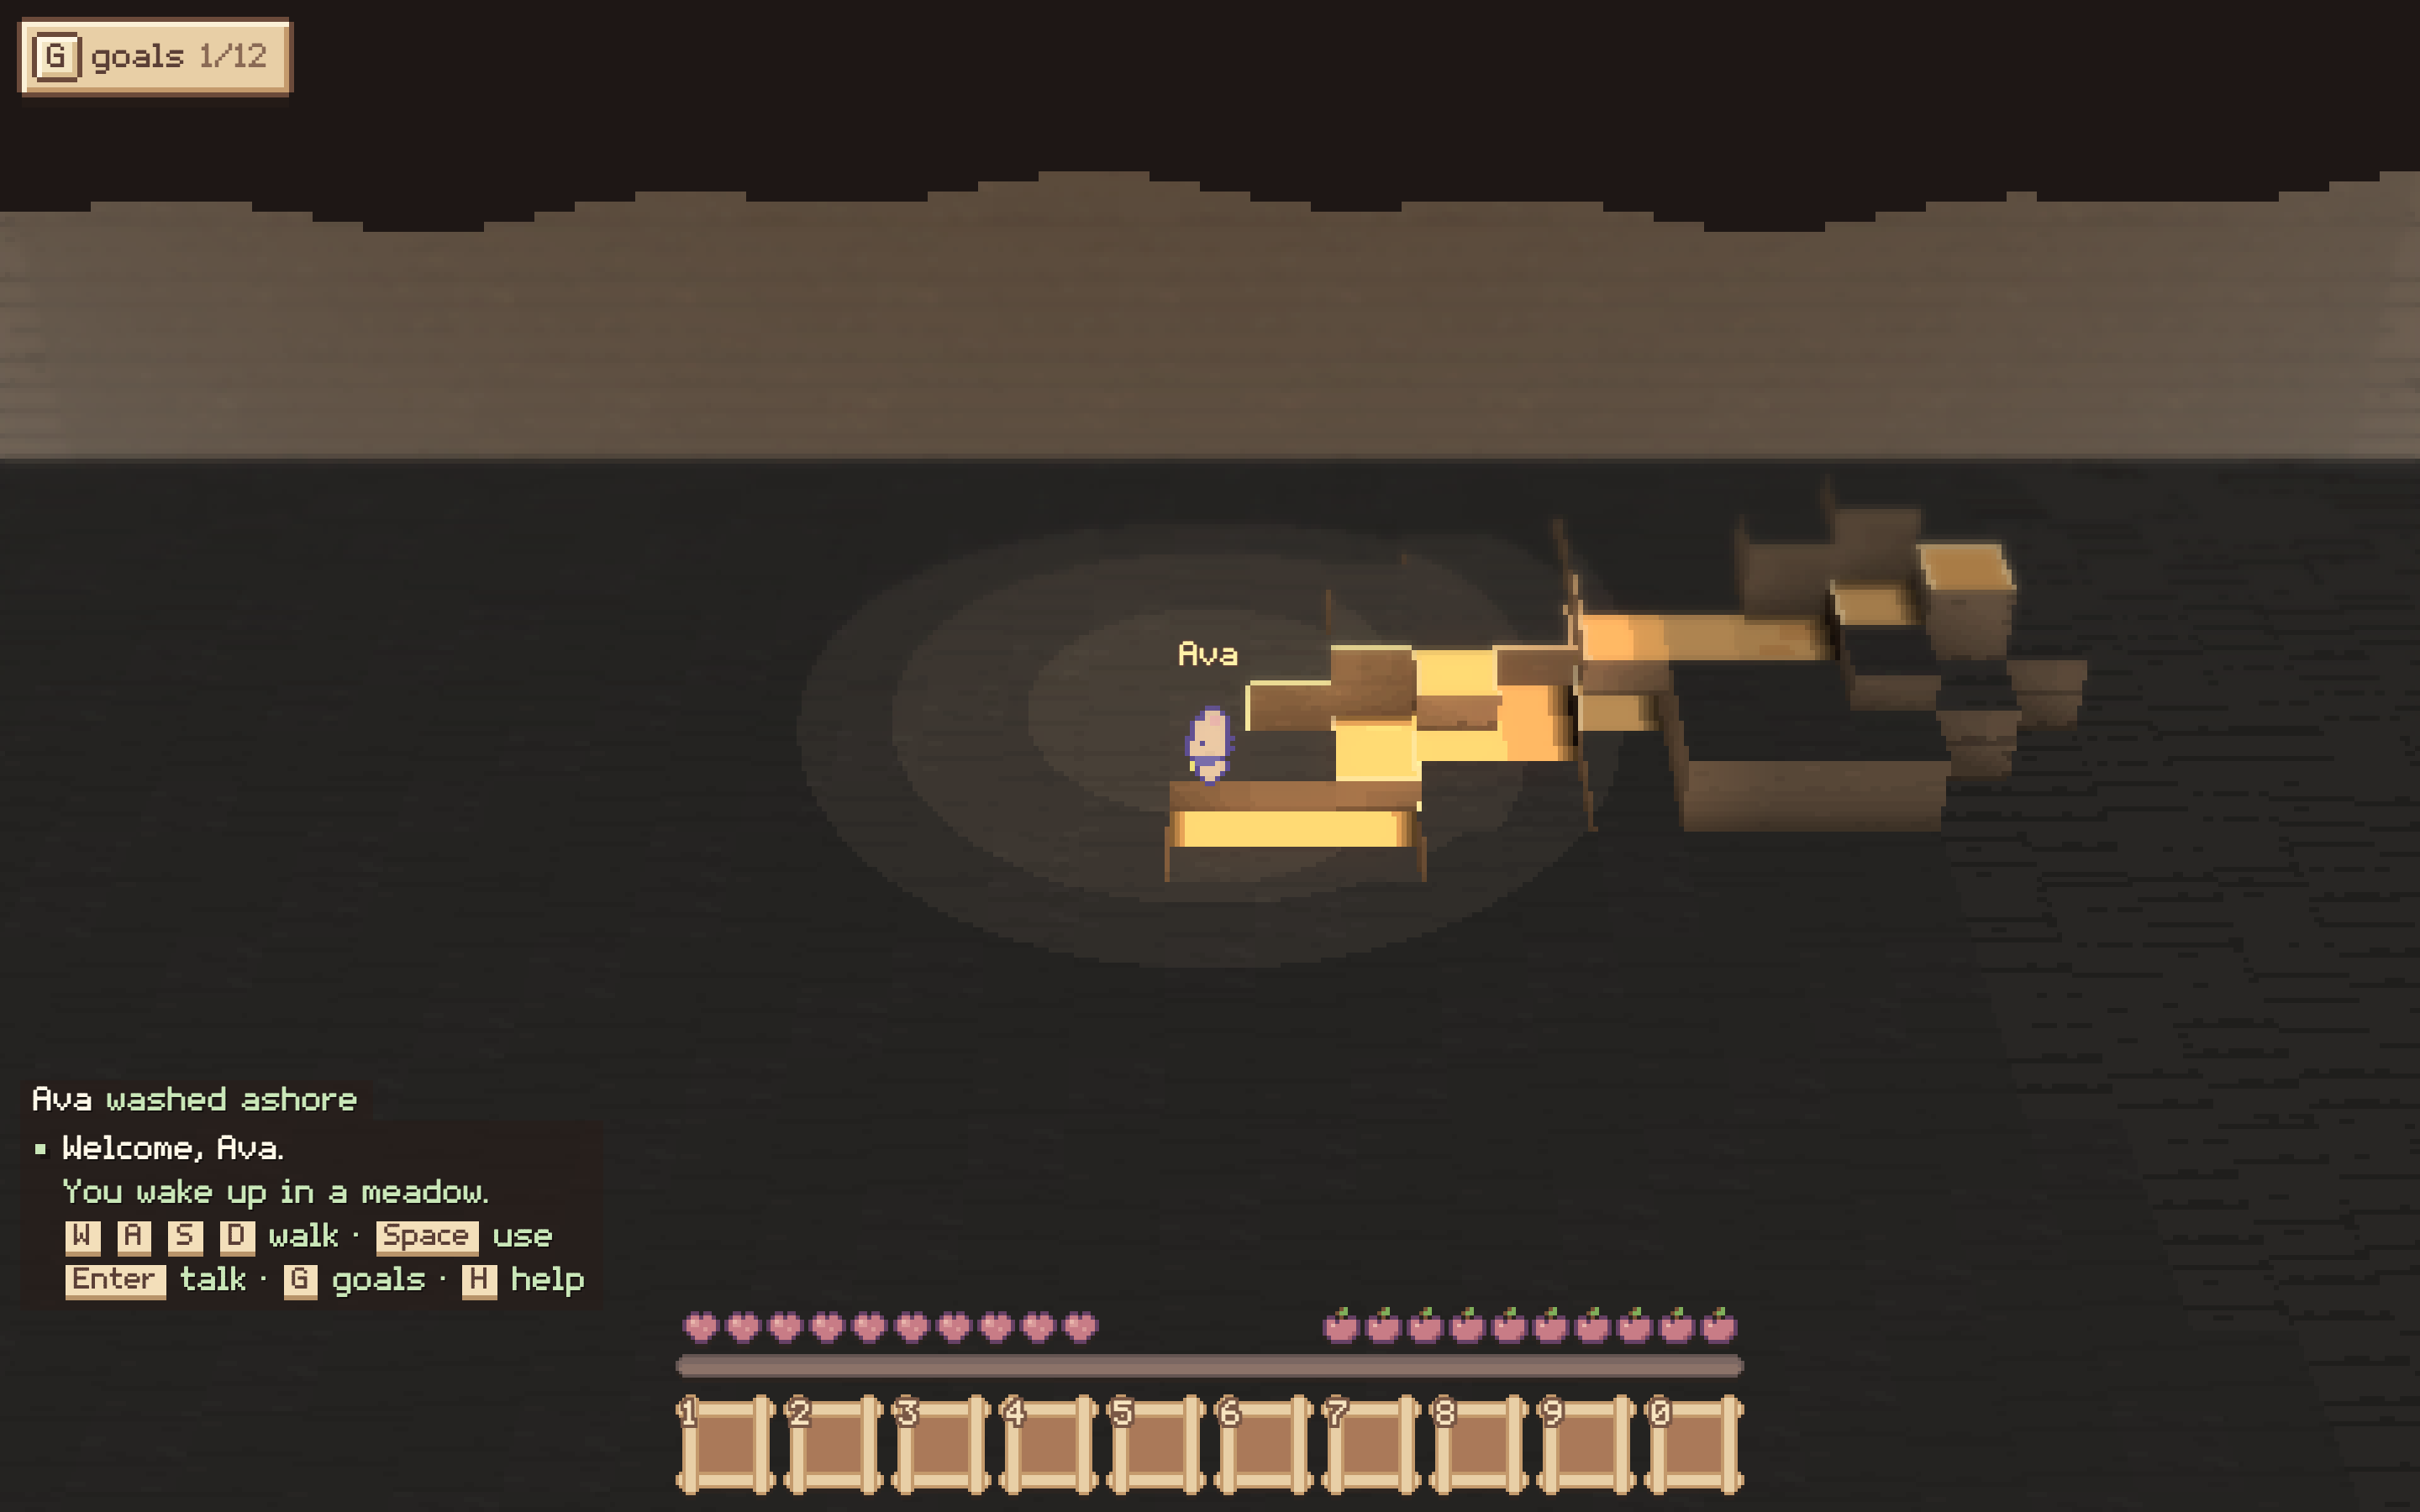 G goals 1/12
Ava
Ava washed ashore
▪ Welcome, Ava.
You wake up in a meadow.
W A S D walk · Space use
Enter talk · G goals · H help
1 2 3 4 5 6 7 8 9 0